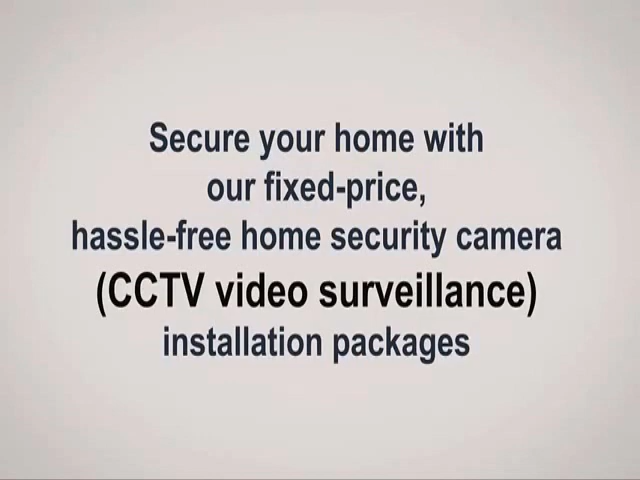 Secure your home with
our fixed-price,
hassle-free home security camera
(CCTV video surveillance)
installation packages